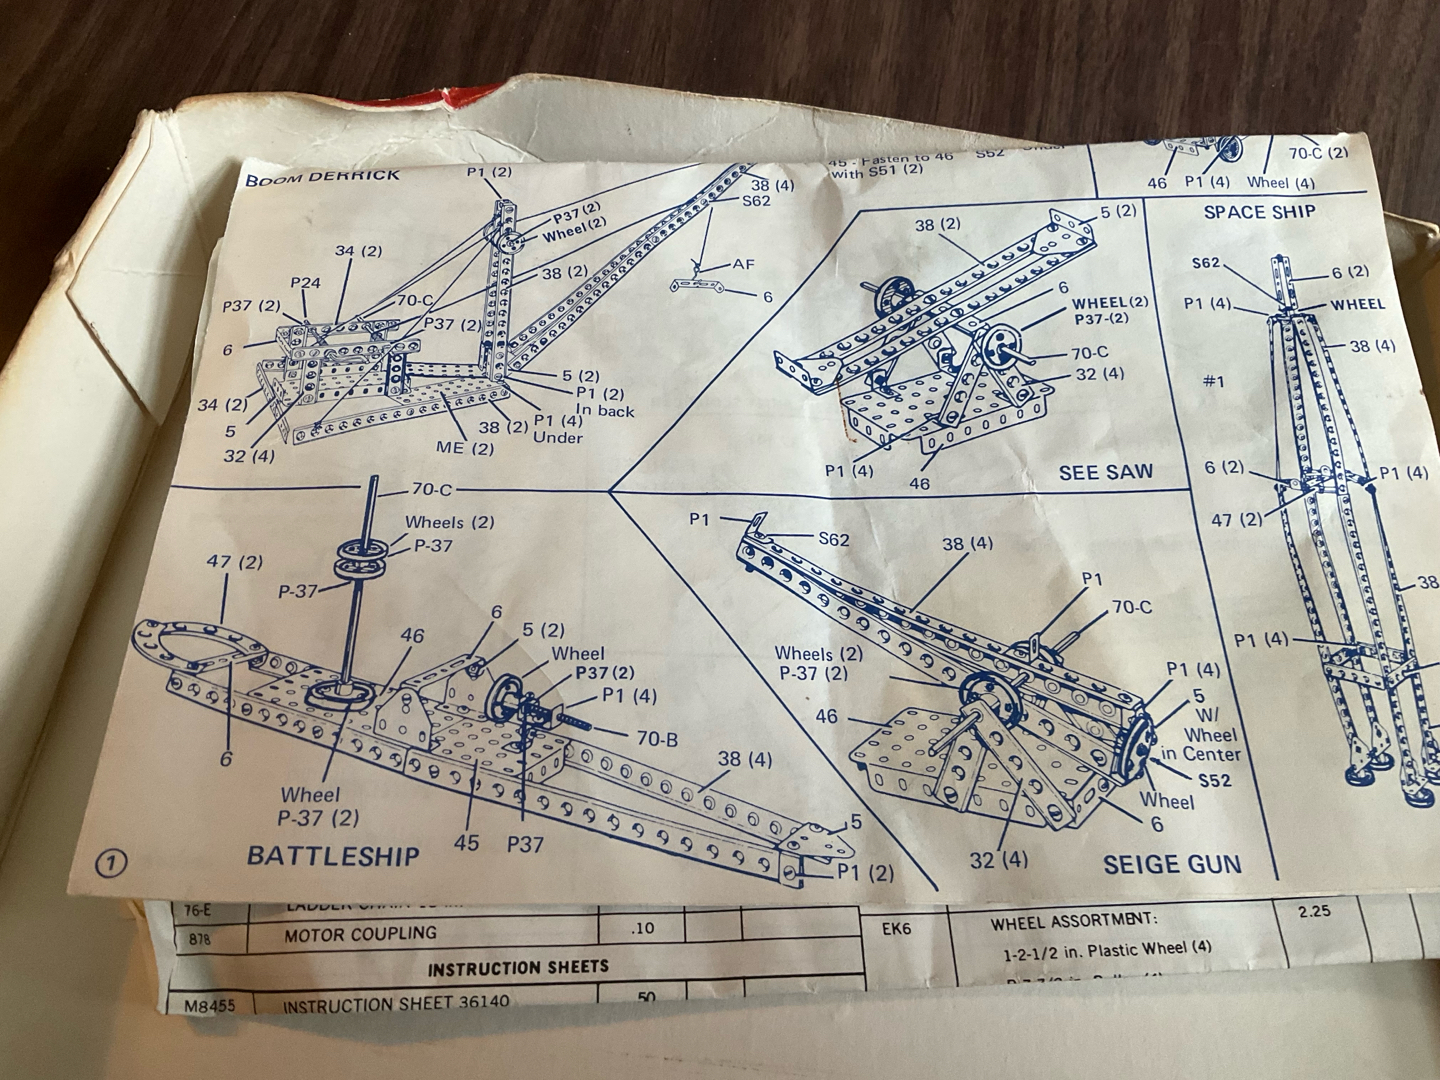 BOOM DERRICK
P1 (2)
38 (4)
S62
P37 (2)
Wheel (2)
34 (2)
38 (2)
AF
6
P24
70-C
P37 (2)
P37 (2)
6
34 (2)
5
32 (4)
5 (2)
P1 (2)
In back
P1 (4)
Under
38 (2)
ME (2)
45 - Fasten to 46 S52
with S51 (2)
46 P1 (4) Wheel (4)
70-C (2)
38 (2)
5 (2)
6
WHEEL (2)
P37-(2)
70-C
32 (4)
P1 (4)
46
SEE SAW
SPACE SHIP
S62
6 (2)
P1 (4)
WHEEL
38 (4)
#1
6 (2)
P1 (4)
47 (2)
38
P1 (4)
70-C
Wheels (2)
P-37
P-37
47 (2)
46
6
5 (2)
Wheel
P37 (2)
P1 (4)
70-B
38 (4)
6
Wheel
P-37 (2)
45
P37
5
P1 (2)
1
BATTLESHIP
P1
S62
38 (4)
P1
70-C
Wheels (2)
P-37 (2)
46
P1 (4)
5
W/
Wheel
in Center
S52
Wheel
6
32 (4)
SEIGE GUN
76-E
878 MOTOR COUPLING .10
INSTRUCTION SHEETS
M8455 INSTRUCTION SHEET 36140 50
EK6 WHEEL ASSORTMENT: 2.25
1-2-1/2 in. Plastic Wheel (4)